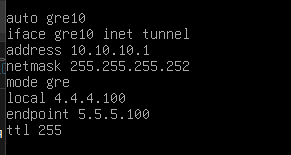 auto gre10
iface gre10 inet tunnel
address 10.10.10.1
netmask 255.255.255.252
mode gre
local 4.4.4.100
endpoint 5.5.5.100
ttl 255